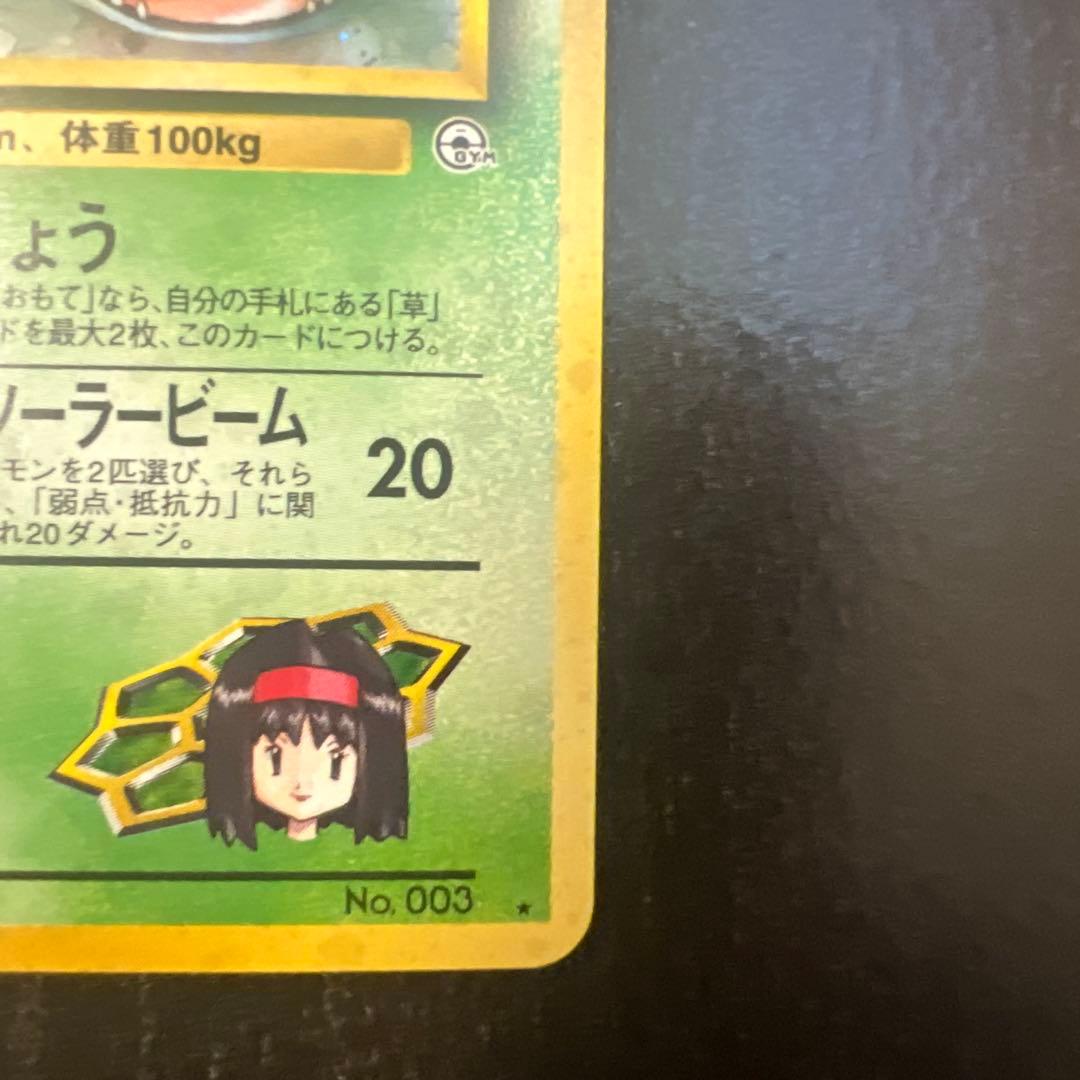 、体重100kg
GYM
ょう
おもて」なら、自分の手札にある「草」
ドを最大2枚、このカードにつける。
ソーラービーム
20
モンを2匹選び、それら
、「弱点・抵抗力」に関
れ20ダメージ。
No. 003 ★